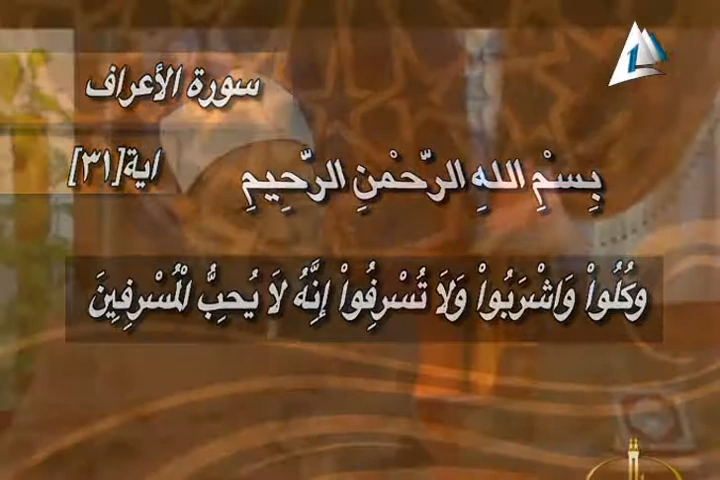 سورة الأعراف
اية[٣١]
بِسْمِ اللهِ الرَّحْمٰنِ الرَّحِيمِ
وَكُلُواْ وَاشْرَبُواْ وَلَا تُسْرِفُواْ إِنَّهُ لَا يُحِبُّ الْمُسْرِفِينَ